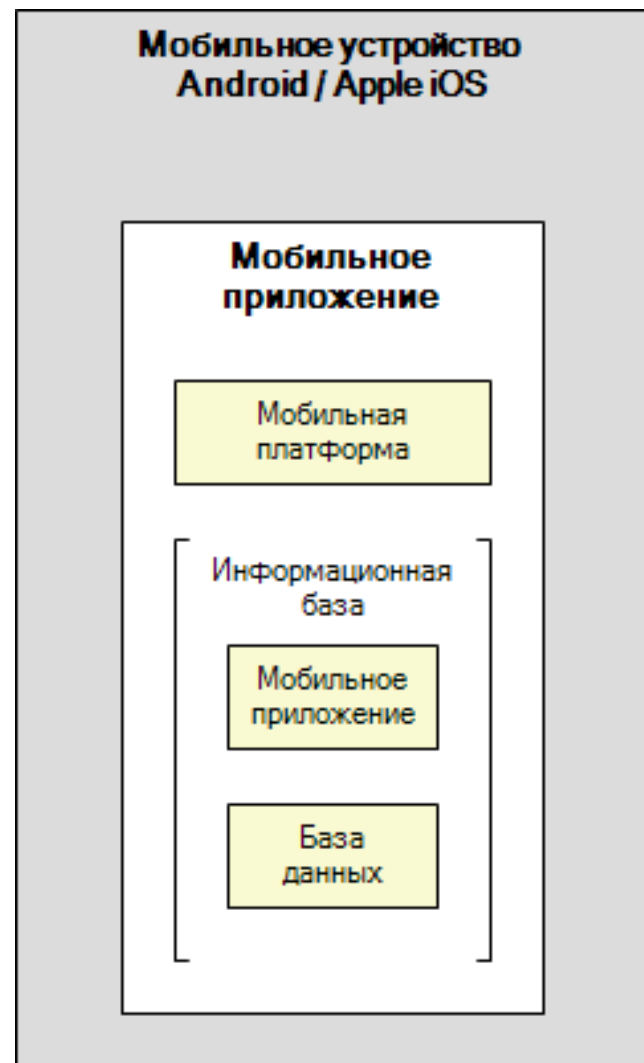 Мобильное устройство
Android / Apple iOS
Мобильное
приложение
Мобильная
платформа
Информационная
база
Мобильное
приложение
База
данных